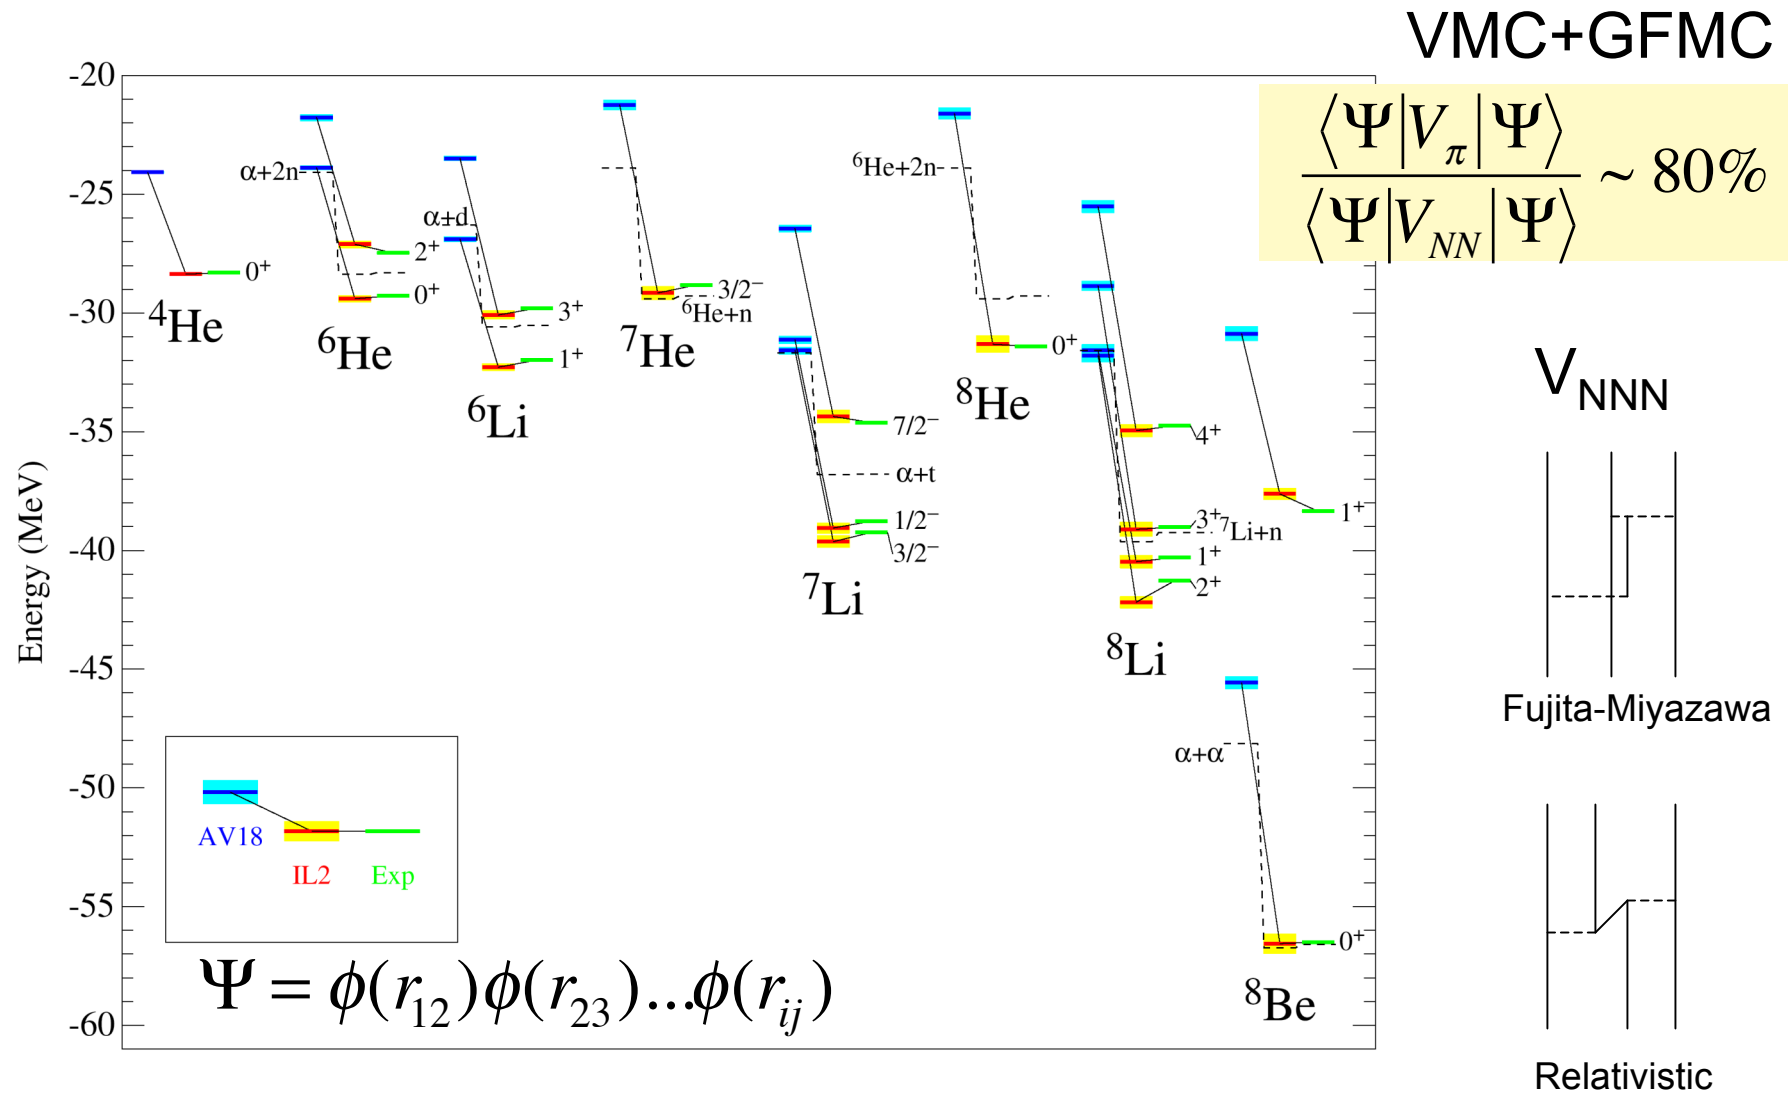 VMC+GFMC
⟨Ψ|V_π|Ψ⟩
⟨Ψ|V_NN|Ψ⟩
~ 80%
Energy (MeV)
-20
-25
-30
-35
-40
-45
-50
-55
-60
0⁺
⁴He
α+2n
2⁺
0⁺
⁶He
α+d
3⁺
1⁺
⁶Li
3/2⁻
⁶He+n
⁷He
7/2⁻
α+t
1/2⁻
3/2⁻
⁷Li
⁶He+2n
0⁺
⁸He
4⁺
3⁺
⁷Li+n
1⁺
2⁺
⁸Li
1⁺
α+α
0⁺
⁸Be
AV18
IL2
Exp
Ψ = ϕ(r₁₂)ϕ(r₂₃)...ϕ(r_ij)
V_NNN
Fujita-Miyazawa
Relativistic